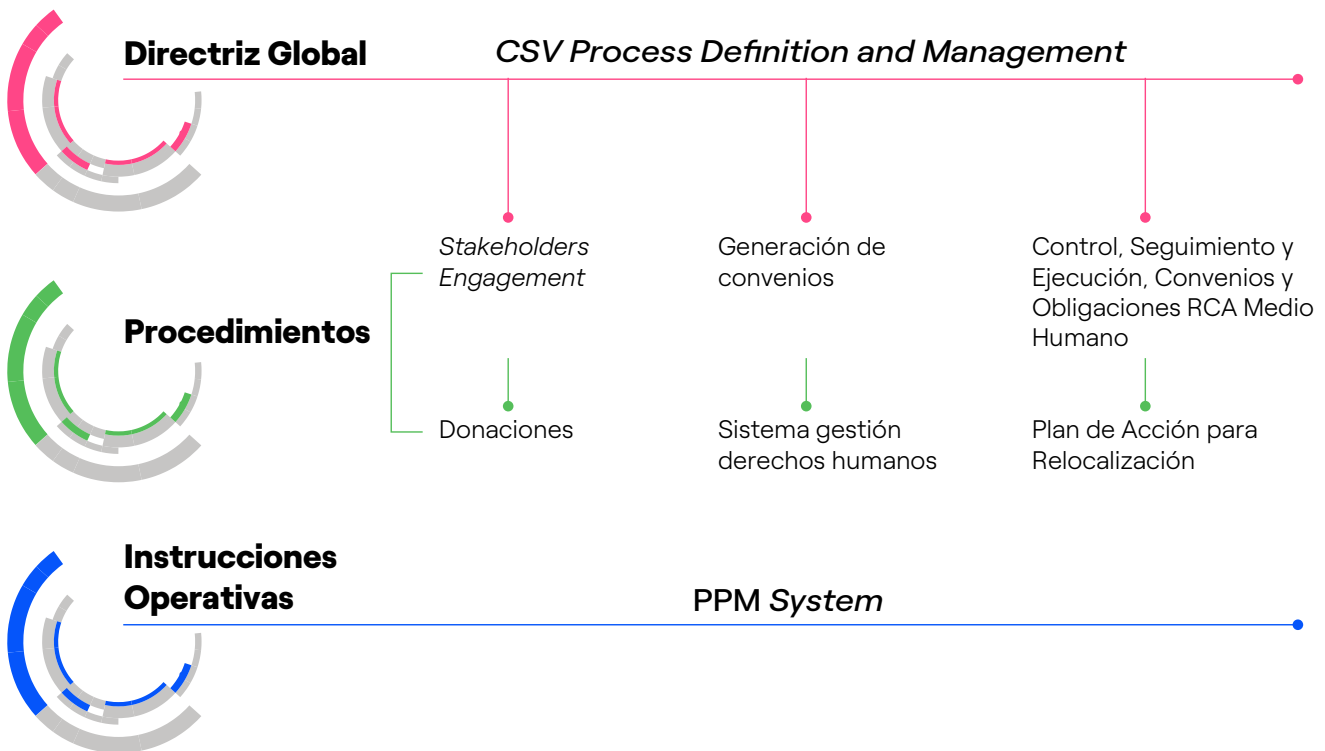 Directriz Global
CSV Process Definition and Management
Stakeholders
Engagement
Generación de
convenios
Control, Seguimiento y
Ejecución, Convenios y
Obligaciones RCA Medio
Humano
Procedimientos
Donaciones
Sistema gestión
derechos humanos
Plan de Acción para
Relocalización
Instrucciones
Operativas
PPM System